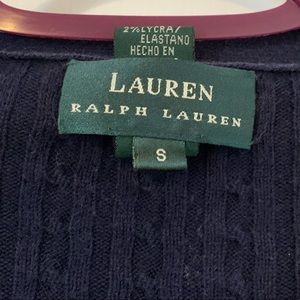 2% LYCRA/
ELASTANO
HECHO EN
LAUREN
RALPH LAUREN
S